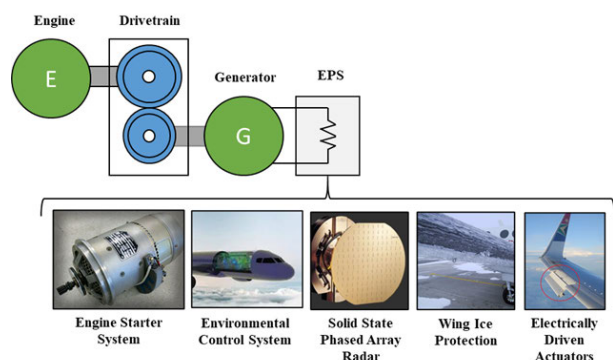 Engine
Drivetrain
E
Generator
EPS
G
Engine Starter
System
Environmental
Control System
Solid State
Phased Array
Radar
Wing Ice
Protection
Electrically
Driven
Actuators